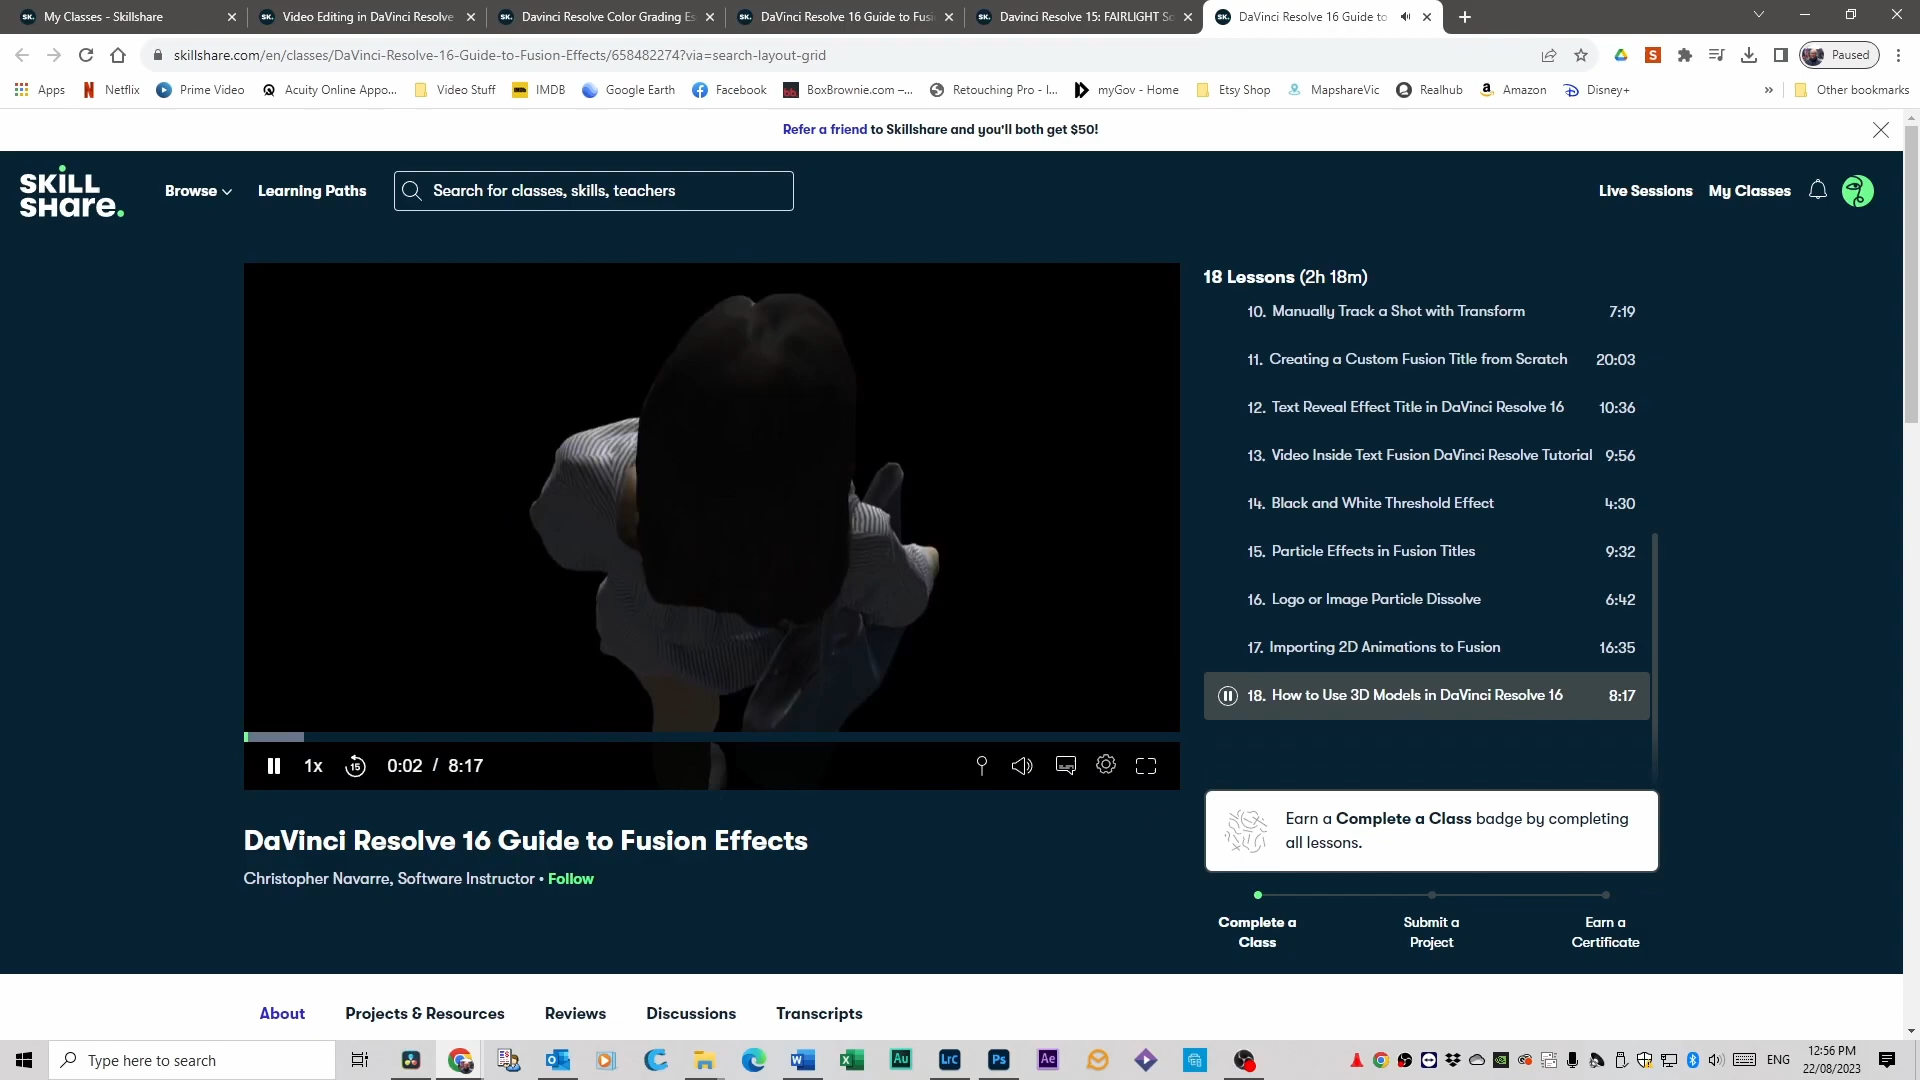 My Classes - Skillshare
Video Editing in DaVinci Resolve
Davinci Resolve Color Grading Es
DaVinci Resolve 16 Guide to Fusi
Davinci Resolve 15: FAIRLIGHT So
DaVinci Resolve 16 Guide to
skillshare.com/en/classes/DaVinci-Resolve-16-Guide-to-Fusion-Effects/658482274?via=search-layout-grid
Paused
Apps
Netflix
Prime Video
Acuity Online Appo...
Video Stuff
IMDB
Google Earth
Facebook
BoxBrownie.com –...
Retouching Pro - I...
myGov - Home
Etsy Shop
MapshareVic
Realhub
Amazon
Disney+
Other bookmarks
Refer a friend to Skillshare and you'll both get $50!
SKILL
SHare.
Browse
Learning Paths
Search for classes, skills, teachers
Live Sessions
My Classes
18 Lessons (2h 18m)
10. Manually Track a Shot with Transform 7:19
11. Creating a Custom Fusion Title from Scratch 20:03
12. Text Reveal Effect Title in DaVinci Resolve 16 10:36
13. Video Inside Text Fusion DaVinci Resolve Tutorial 9:56
14. Black and White Threshold Effect 4:30
15. Particle Effects in Fusion Titles 9:32
16. Logo or Image Particle Dissolve 6:42
17. Importing 2D Animations to Fusion 16:35
18. How to Use 3D Models in DaVinci Resolve 16 8:17
1x
15
0:02 / 8:17
Earn a Complete a Class badge by completing
all lessons.
DaVinci Resolve 16 Guide to Fusion Effects
Christopher Navarre, Software Instructor • Follow
Complete a
Class
Submit a
Project
Earn a
Certificate
About
Projects & Resources
Reviews
Discussions
Transcripts
Type here to search
Au
Lrc
Ps
Ae
ENG
12:56 PM
22/08/2023